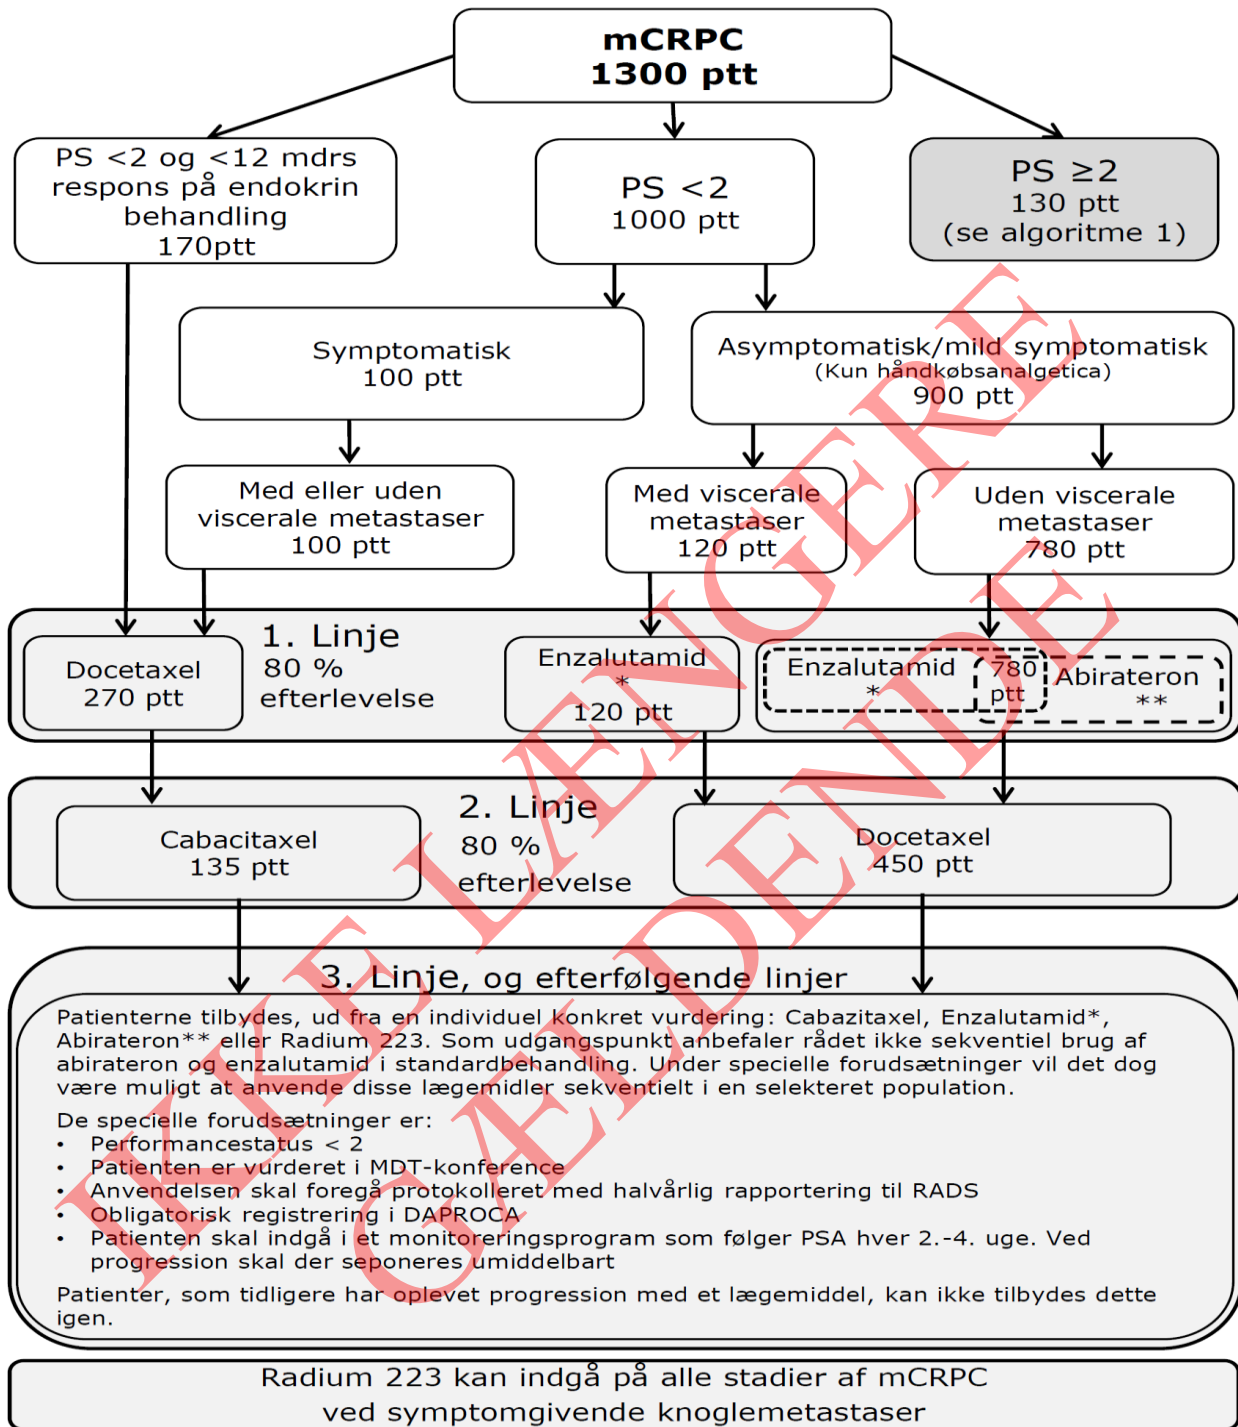 mCRPC
1300 ptt
PS <2 og <12 mdrs
respons på endokrin
behandling
170ptt
PS <2
1000 ptt
PS ≥2
130 ptt
(se algoritme 1)
Symptomatisk
100 ptt
Asymptomatisk/mild symptomatisk
(Kun håndkøbsanalgetica)
900 ptt
Med eller uden
viscerale metastaser
100 ptt
Med viscerale
metastaser
120 ptt
Uden viscerale
metastaser
780 ptt
1. Linje
80 %
efterlevelse
Docetaxel
270 ptt
Enzalutamid
*
120 ptt
Enzalutamid
*
780
ptt
Abirateron
**
2. Linje
80 %
efterlevelse
Cabacitaxel
135 ptt
Docetaxel
450 ptt
3. Linje, og efterfølgende linjer
Patienterne tilbydes, ud fra en individuel Konkret vurdering: Cabazitaxel, Enzalutamid*,
Abirateron** eller Radium 223. Som udgangspunkt anbefaler rådet ikke sekventiel brug af
abirateron og enzalutamid i standardbehandling. Under specielle forudsætninger vil det dog
være muligt at anvende disse lægemidler sekventielt i en selekteret population.
De specielle forudsætninger er:
• Performancestatus < 2
• Patienten er vurderet i MDT-konference
• Anvendelsen skal foregå protokolleret med halvårlig rapportering til RADS
• Obligatorisk registrering i DAPROCA
• Patienten skal indgå i et monitoreringsprogram som følger PSA hver 2.-4. uge. Ved
progression skal der seponeres umiddelbart
Patienter, som tidligere har oplevet progression med et lægemiddel, kan ikke tilbydes dette
igen.
Radium 223 kan indgå på alle stadier af mCRPC
ved symptomgivende knoglemetastaser
IKKE LÆNGERE
GÆLDENDE